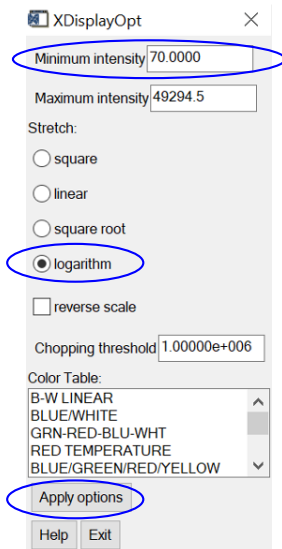 XDisplayOpt
Minimum intensity 70.0000
Maximum intensity 49294.5
Stretch:
square
linear
square root
logarithm
reverse scale
Chopping threshold 1.00000e+006
Color Table:
B-W LINEAR
BLUE/WHITE
GRN-RED-BLU-WHT
RED TEMPERATURE
BLUE/GREEN/RED/YELLOW
Apply options
Help Exit